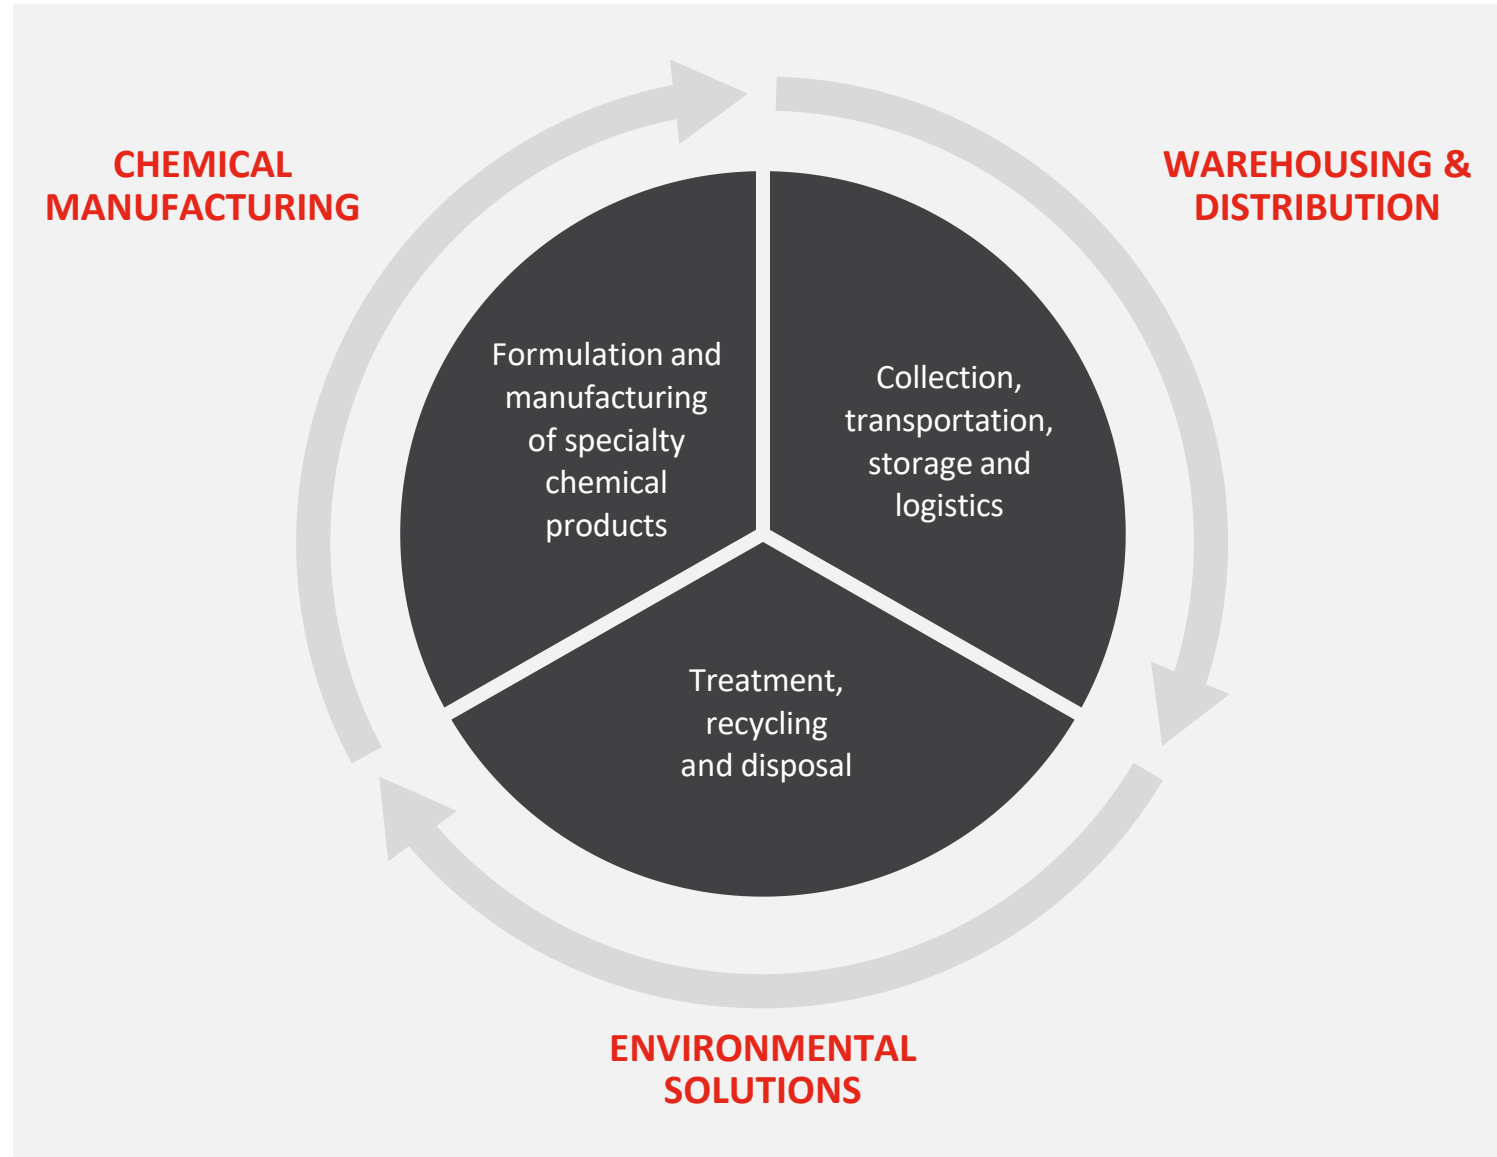 CHEMICAL
MANUFACTURING
WAREHOUSING &
DISTRIBUTION
Formulation and
manufacturing
of specialty
chemical
products
Collection,
transportation,
storage and
logistics
Treatment,
recycling
and disposal
ENVIRONMENTAL
SOLUTIONS